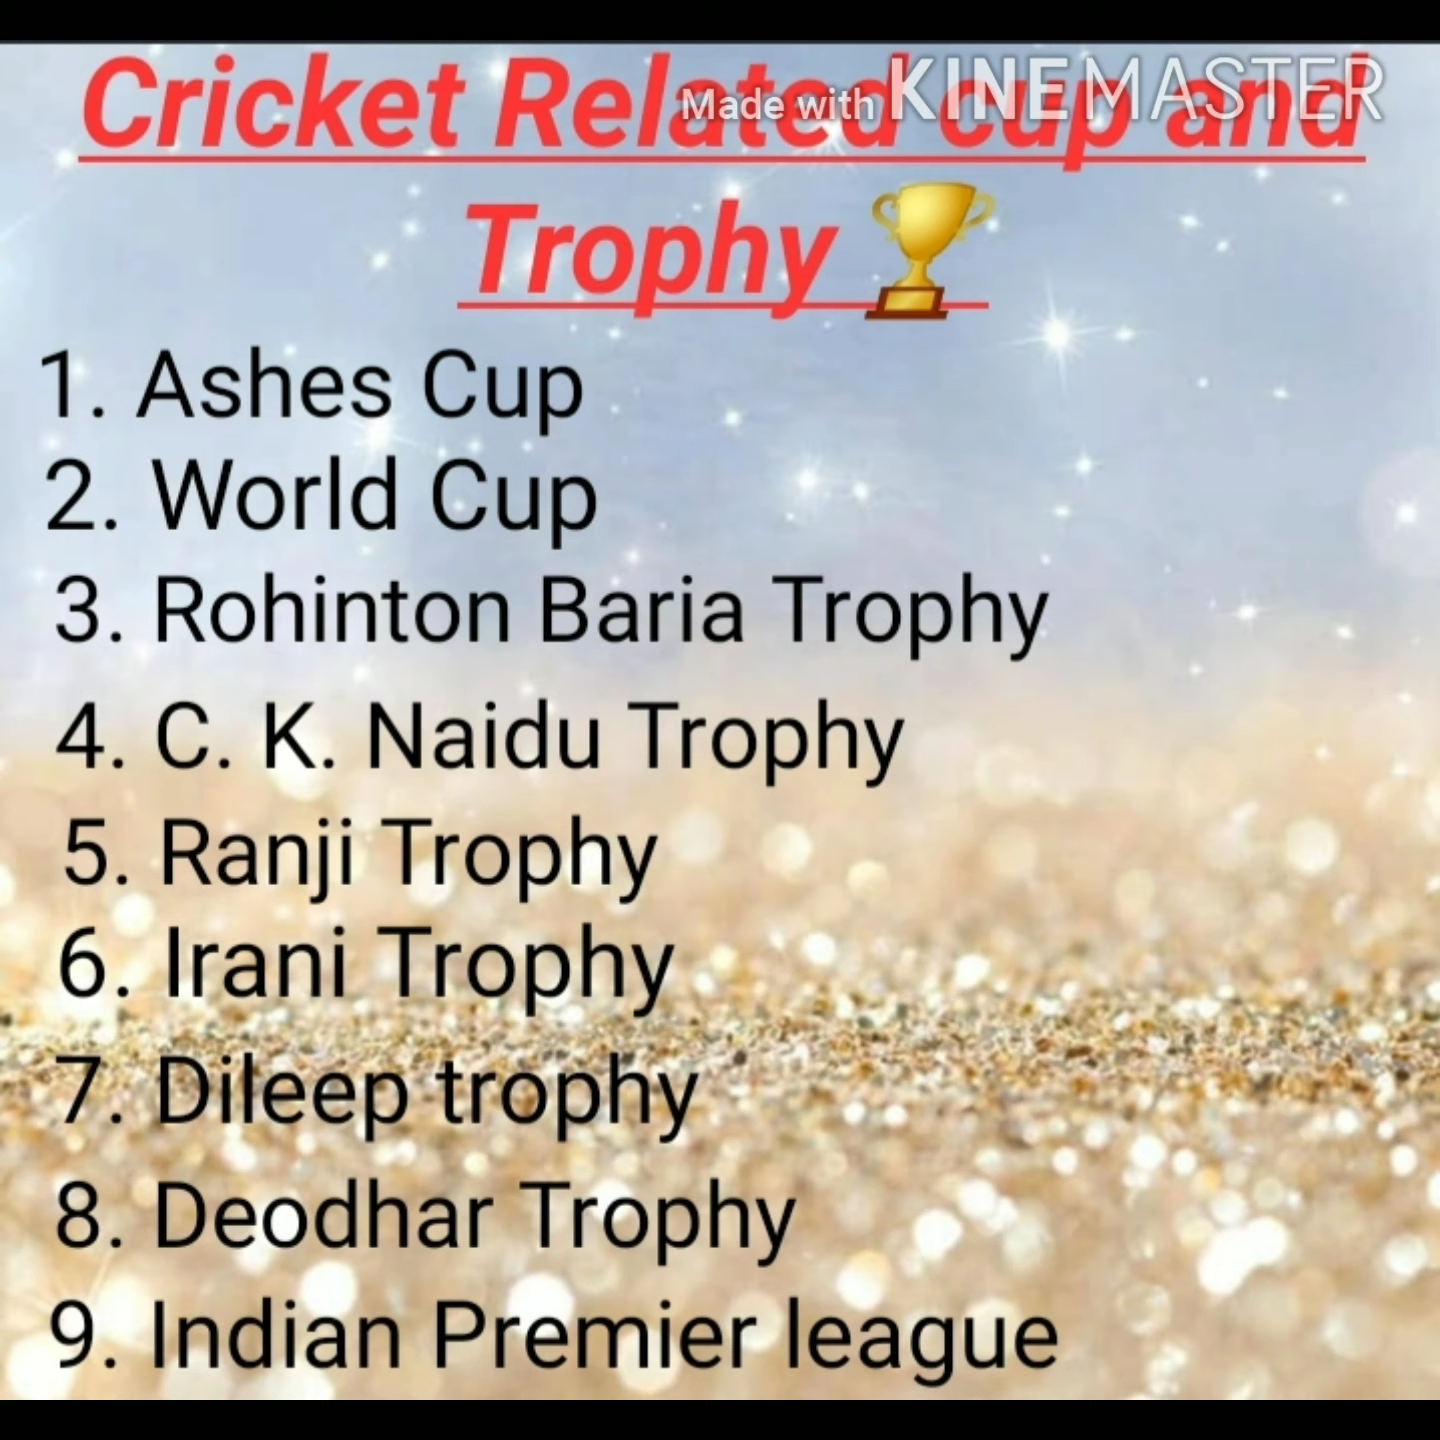 Cricket Related cup and
Made with KINEMASTER
Trophy 🏆
1. Ashes Cup
2. World Cup
3. Rohinton Baria Trophy
4. C. K. Naidu Trophy
5. Ranji Trophy
6. Irani Trophy
7. Dileep trophy
8. Deodhar Trophy
9. Indian Premier league